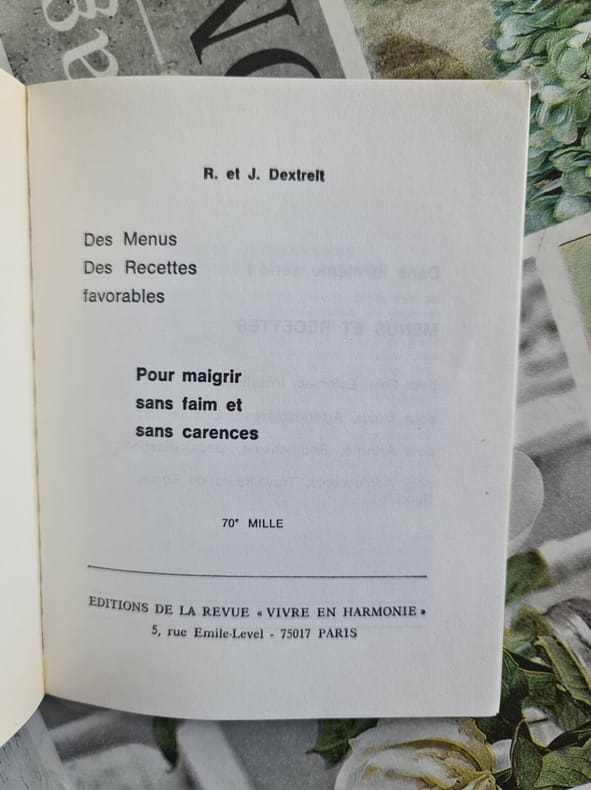 R. et J. Dextreit
Des Menus
Des Recettes
favorables
Pour maigrir
sans faim et
sans carences
70e MILLE
EDITIONS DE LA REVUE « VIVRE EN HARMONIE »
5, rue Emile-Level - 75017 PARIS